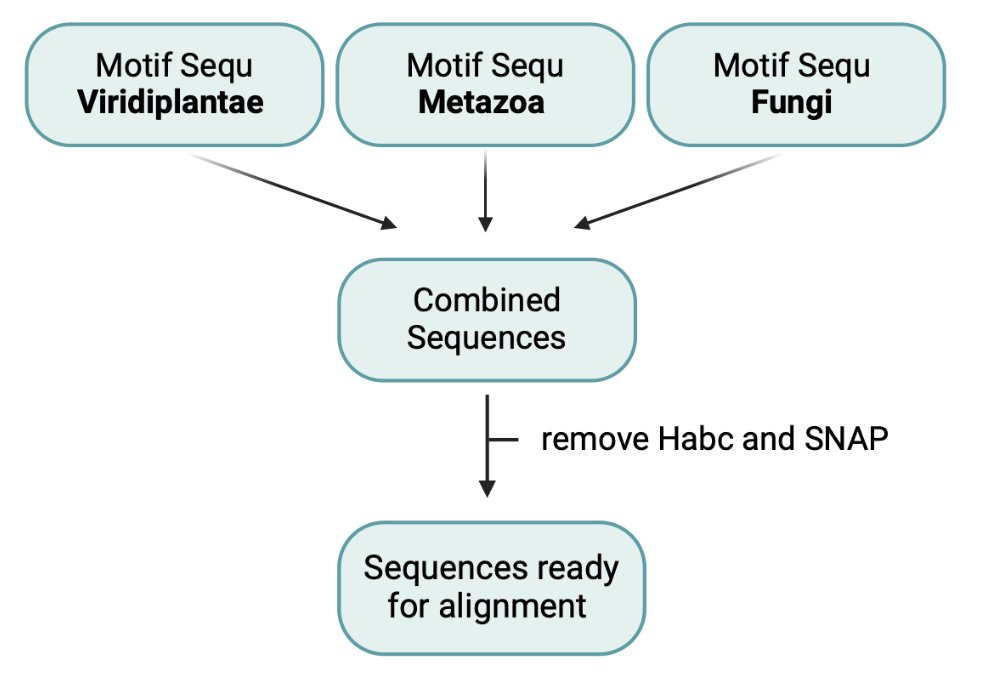 Motif Sequ
Viridiplantae
Motif Sequ
Metazoa
Motif Sequ
Fungi
Combined
Sequences
remove Habc and SNAP
Sequences ready
for alignment